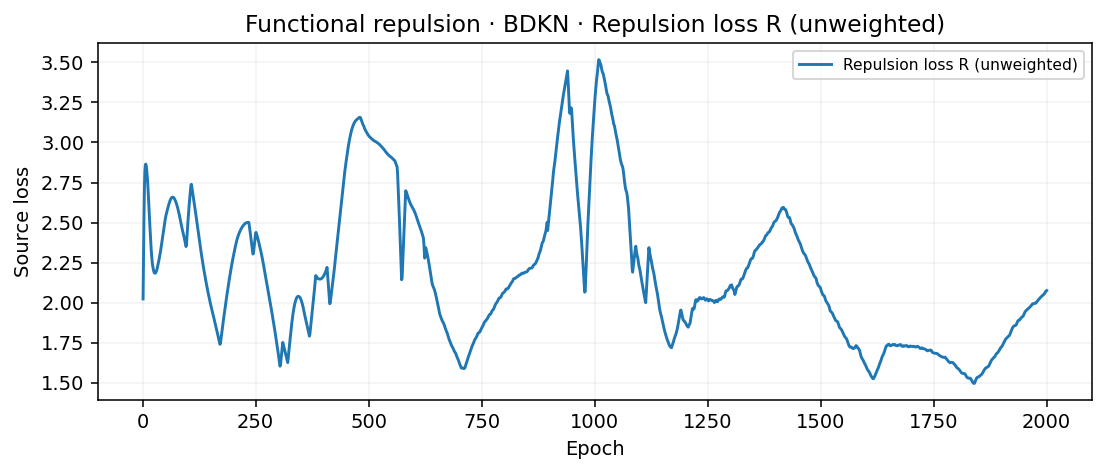 Functional repulsion · BDKN · Repulsion loss R (unweighted)
Repulsion loss R (unweighted)
3.50
3.25
3.00
2.75
2.50
2.25
2.00
1.75
1.50
Source loss
0 250 500 750 1000 1250 1500 1750 2000
Epoch